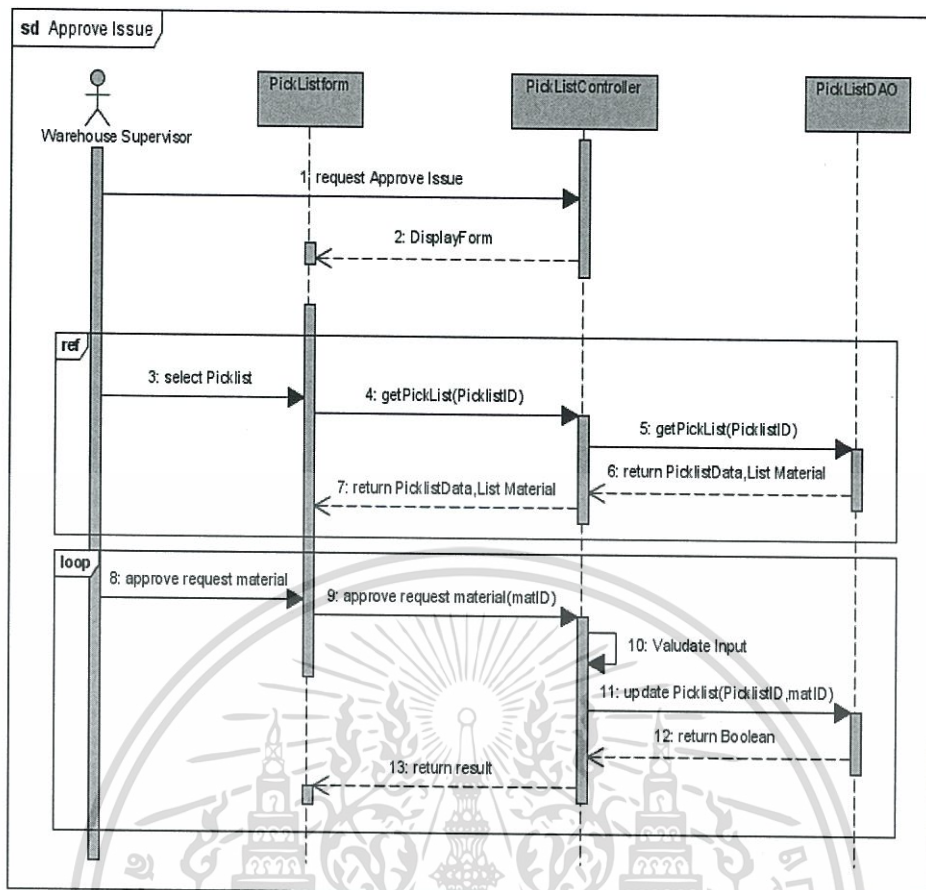 sd Approve Issue
Warehouse Supervisor
PickListform
PickListController
PickListDAO
1: request Approve Issue
2: DisplayForm
ref
3: select Picklist
4: getPickList(PicklistID)
5: getPickList(PicklistID)
6: return PicklistData,List Material
7: return PicklistData,List Material
loop
8: approve request material
9: approve request material(matID)
10: Valudate Input
11: update Picklist(PicklistID,matID)
12: return Boolean
13: return result